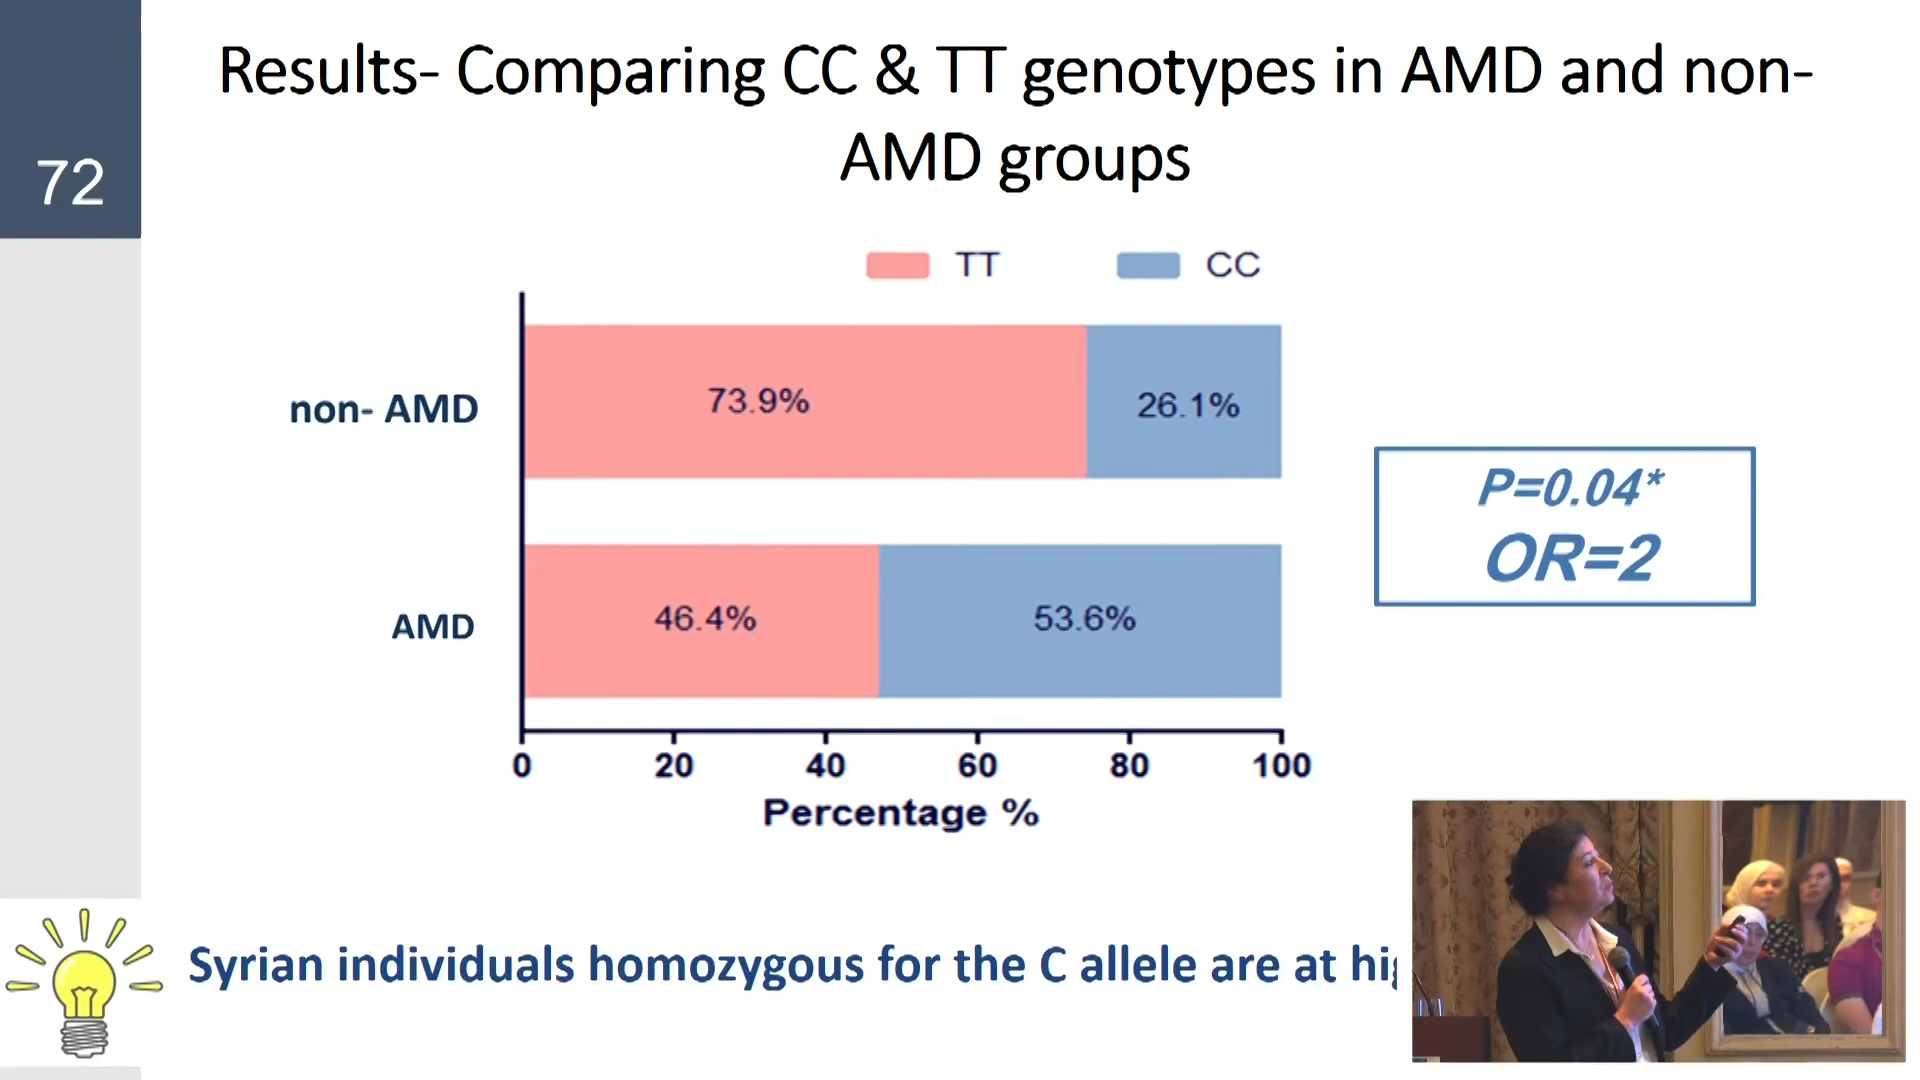 Results- Comparing CC & TT genotypes in AMD and non-
AMD groups
72
TT CC
non- AMD
73.9% 26.1%
P=0.04*
OR=2
AMD
46.4% 53.6%
0 20 40 60 80 100
Percentage %
Syrian individuals homozygous for the C allele are at